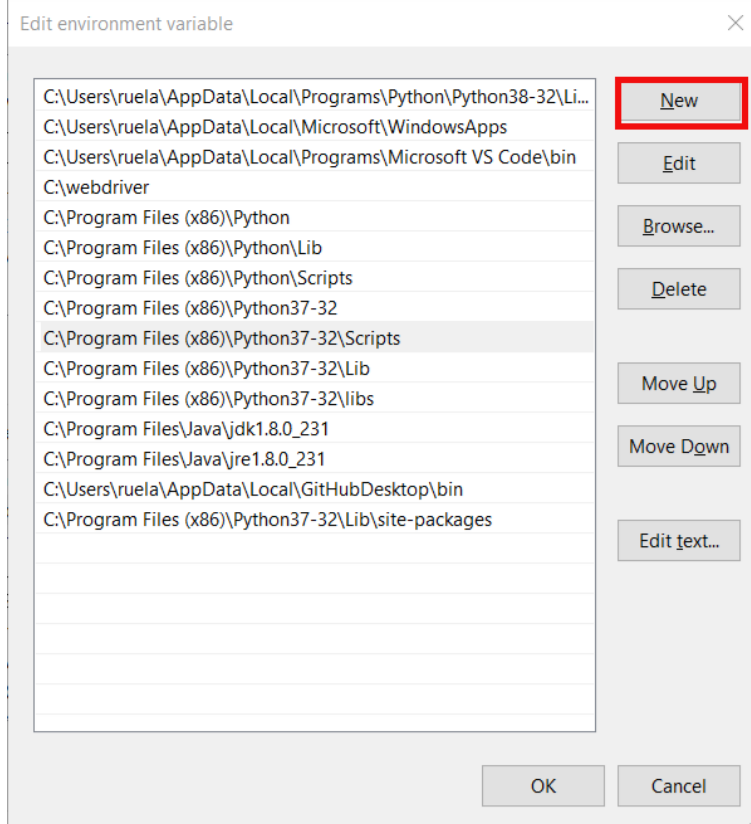 Edit environment variable
C:\Users\ruela\AppData\Local\Programs\Python\Python38-32\Li...
C:\Users\ruela\AppData\Local\Microsoft\WindowsApps
C:\Users\ruela\AppData\Local\Programs\Microsoft VS Code\bin
C:\webdriver
C:\Program Files (x86)\Python
C:\Program Files (x86)\Python\Lib
C:\Program Files (x86)\Python\Scripts
C:\Program Files (x86)\Python37-32
C:\Program Files (x86)\Python37-32\Scripts
C:\Program Files (x86)\Python37-32\Lib
C:\Program Files (x86)\Python37-32\libs
C:\Program Files\Java\jdk1.8.0_231
C:\Program Files\Java\jre1.8.0_231
C:\Users\ruela\AppData\Local\GitHubDesktop\bin
C:\Program Files (x86)\Python37-32\Lib\site-packages
New
Edit
Browse...
Delete
Move Up
Move Down
Edit text...
OK
Cancel